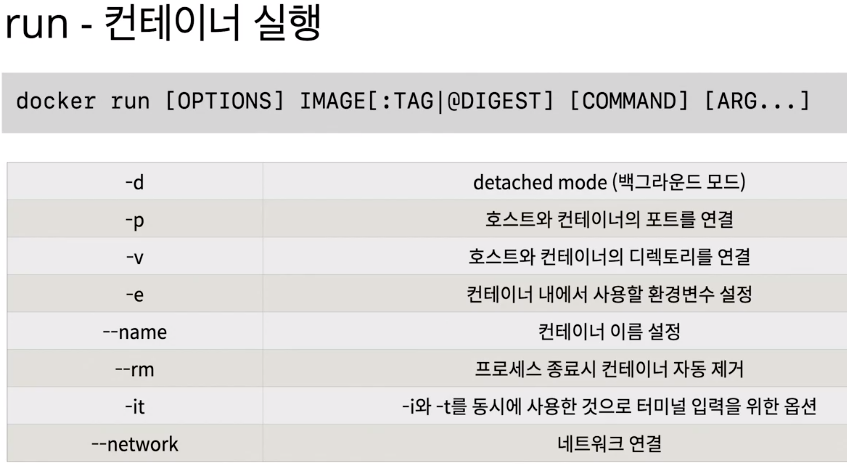 run - 컨테이너 실행
docker run [OPTIONS] IMAGE[:TAG|@DIGEST] [COMMAND] [ARG...]
-d detached mode (백그라운드 모드)
-p 호스트와 컨테이너의 포트를 연결
-v 호스트와 컨테이너의 디렉토리를 연결
-e 컨테이너 내에서 사용할 환경변수 설정
--name 컨테이너 이름 설정
--rm 프로세스 종료시 컨테이너 자동 제거
-it -i와 -t를 동시에 사용한 것으로 터미널 입력을 위한 옵션
--network 네트워크 연결